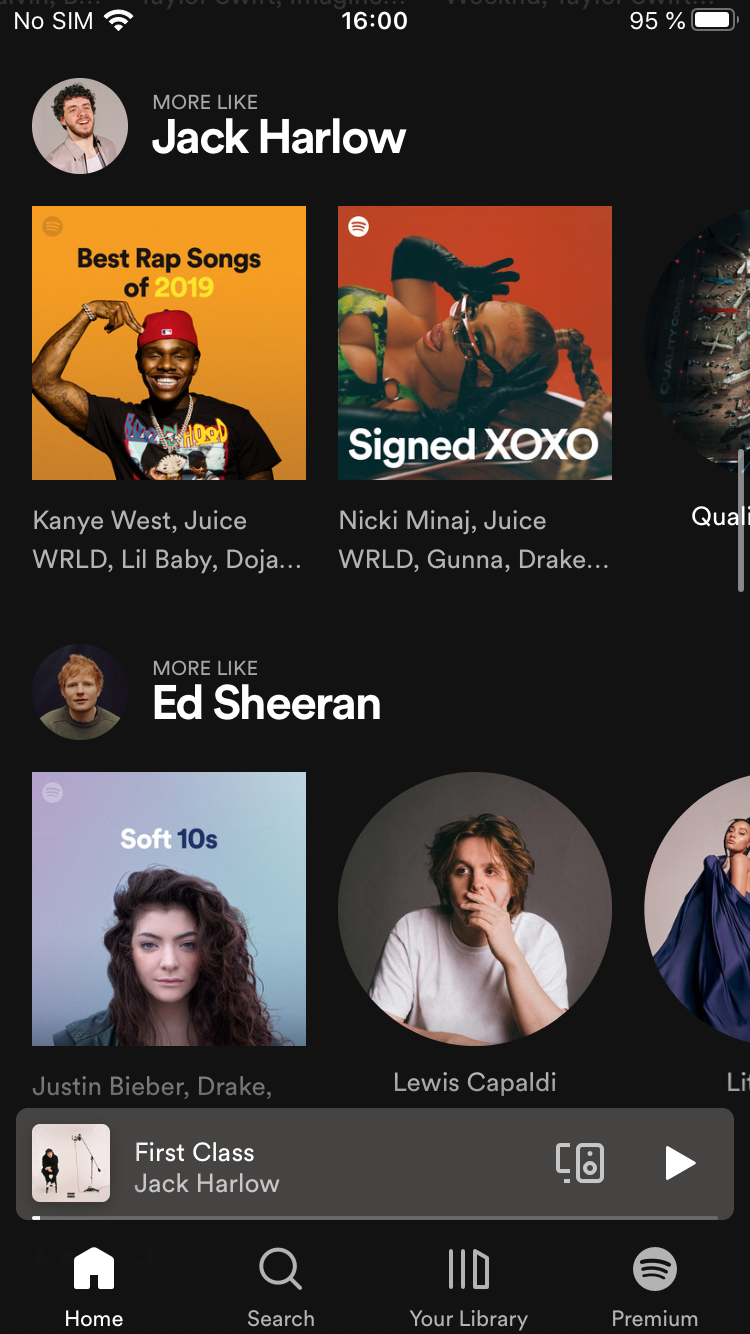 No SIM 16:00 95 %
MORE LIKE
Jack Harlow
Best Rap Songs
of 2019
Signed XOXO
Kanye West, Juice
WRLD, Lil Baby, Doja...
Nicki Minaj, Juice
WRLD, Gunna, Drake...
QUALITY CONTROL
Quali
MORE LIKE
Ed Sheeran
Soft 10s
Justin Bieber, Drake,
Lewis Capaldi
Lit
First Class
Jack Harlow
Home
Search
Your Library
Premium